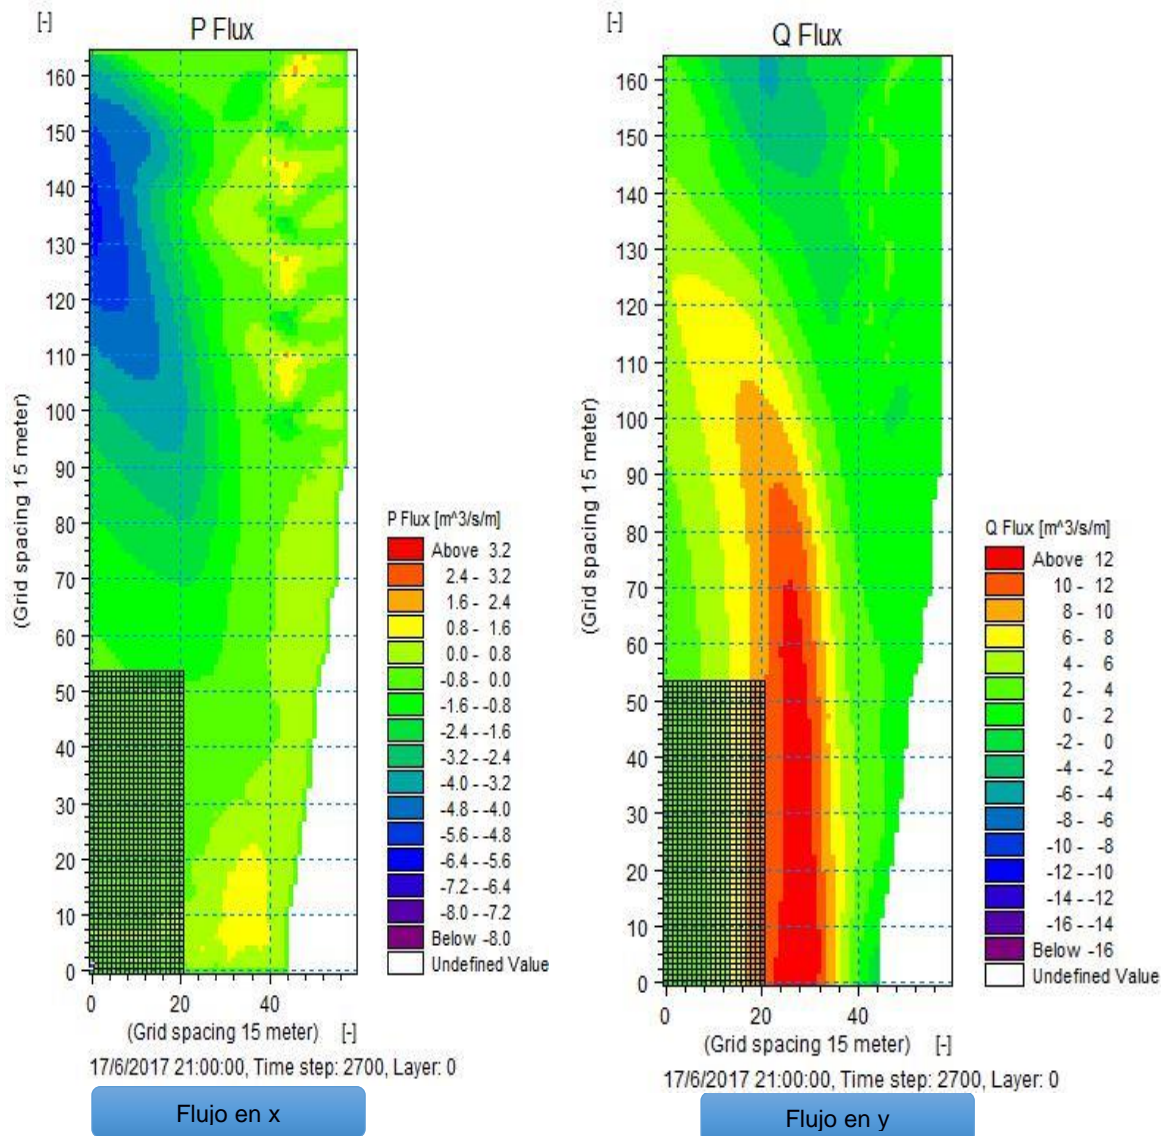 [-]
P Flux
160
150
140
130
120
110
100
90
80
70
60
50
40
30
20
10
0
(Grid spacing 15 meter)
0 20 40
(Grid spacing 15 meter) [-]
17/6/2017 21:00:00, Time step: 2700, Layer: 0
P Flux [m^3/s/m]
Above 3.2
2.4 - 3.2
1.6 - 2.4
0.8 - 1.6
0.0 - 0.8
-0.8 - 0.0
-1.6 - -0.8
-2.4 - -1.6
-3.2 - -2.4
-4.0 - -3.2
-4.8 - -4.0
-5.6 - -4.8
-6.4 - -5.6
-7.2 - -6.4
-8.0 - -7.2
Below -8.0
Undefined Value
Flujo en x
[-]
Q Flux
160
150
140
130
120
110
100
90
80
70
60
50
40
30
20
10
0
(Grid spacing 15 meter)
0 20 40
(Grid spacing 15 meter) [-]
17/6/2017 21:00:00, Time step: 2700, Layer: 0
Q Flux [m^3/s/m]
Above 12
10 - 12
8 - 10
6 - 8
4 - 6
2 - 4
0 - 2
-2 - 0
-4 - -2
-6 - -4
-8 - -6
-10 - -8
-12 - -10
-14 - -12
-16 - -14
Below -16
Undefined Value
Flujo en y